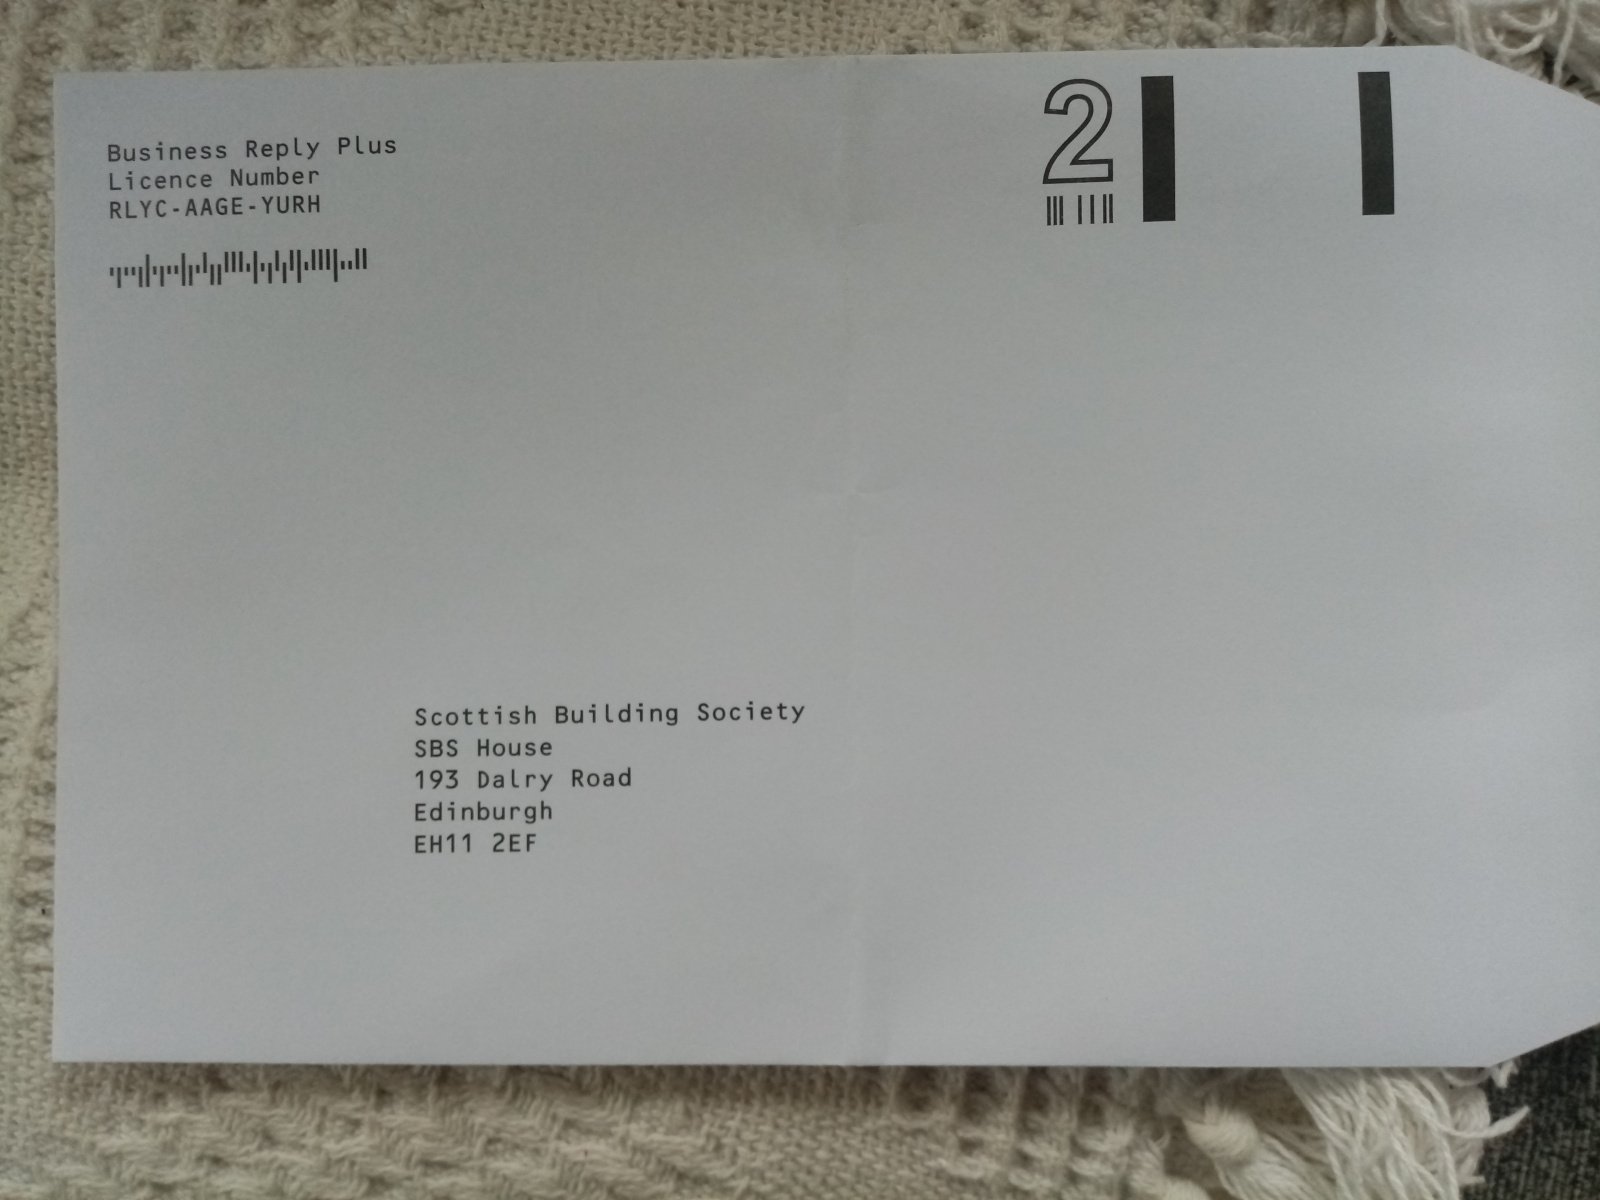 Business Reply Plus
Licence Number
RLYC-AAGE-YURH
2
Scottish Building Society
SBS House
193 Dalry Road
Edinburgh
EH11 2EF